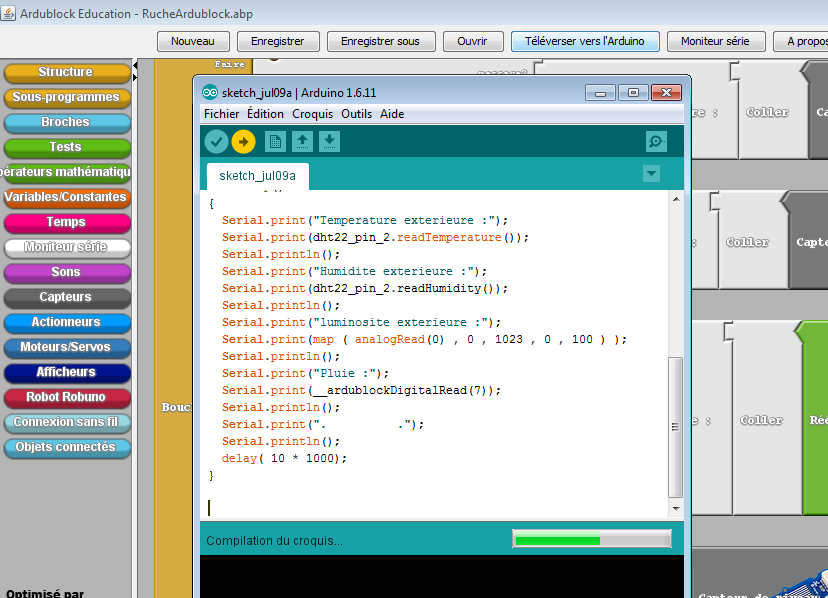 Ardublock Education - RucheArdublock.abp
Nouveau
Enregistrer
Enregistrer sous
Ouvrir
Téléverser vers l'Arduino
Moniteur série
A propos
Structure
Sous-programmes
Broches
Tests
pérateurs mathématiqu
Variables/Constantes
Temps
Moniteur série
Sons
Capteurs
Actionneurs
Moteurs/Servos
Afficheurs
Robot Robuno
Connexion sans fil
Objets connectés
Optimisé par
Faire
Bouc
sketch_jul09a | Arduino 1.6.11
Fichier Édition Croquis Outils Aide
sketch_jul09a
{
Serial.print("Temperature exterieure :");
Serial.print(dht22_pin_2.readTemperature());
Serial.println();
Serial.print("Humidite exterieure :");
Serial.print(dht22_pin_2.readHumidity());
Serial.println();
Serial.print("luminosite exterieure :");
Serial.print(map ( analogRead(0) , 0 , 1023 , 0 , 100 ) );
Serial.println();
Serial.print("Pluie :");
Serial.print(__ardublockDigitalRead(7));
Serial.println();
Serial.print(".          .");
Serial.println();
delay( 10 * 1000);
}
Compilation du croquis...
re :
Coller
Ca
:
Coller
Capte
e :
Coller
Réé
Capteur de niveau